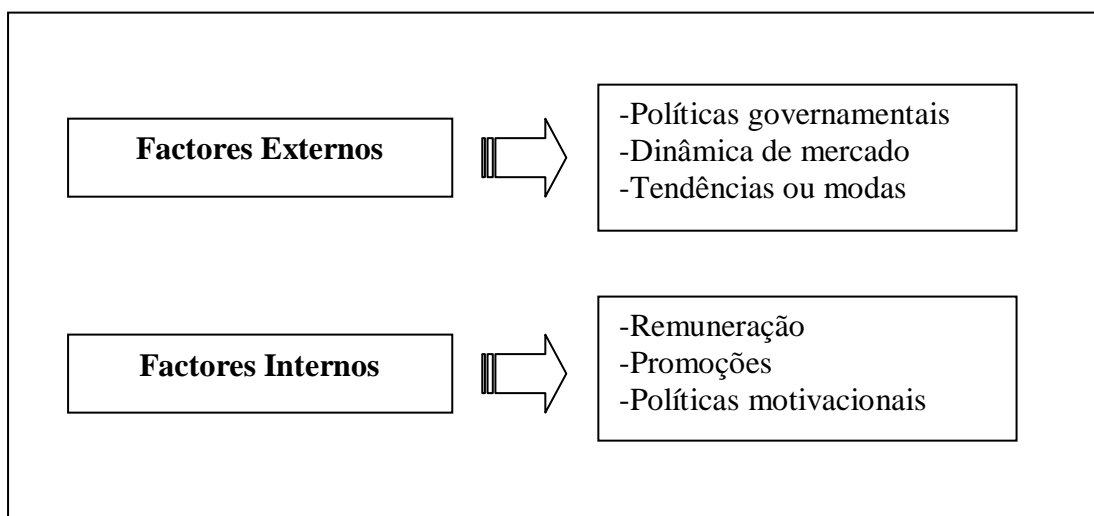 Factores Externos
-Políticas governamentais
-Dinâmica de mercado
-Tendências ou modas
Factores Internos
-Remuneração
-Promoções
-Políticas motivacionais